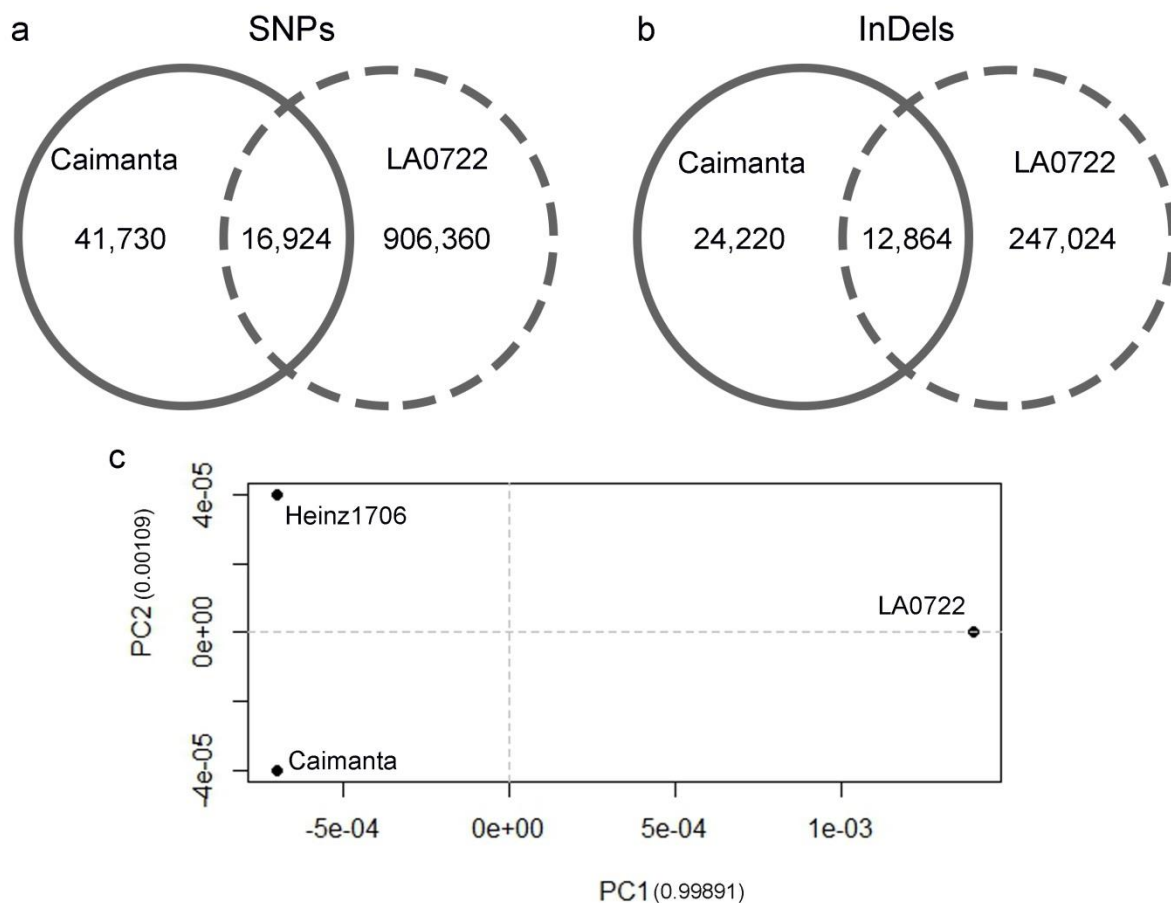 a SNPs b InDels
Caimanta LA0722 Caimanta LA0722
41,730 16,924 906,360 24,220 12,864 247,024
c
4e-05
Heinz1706
PC2 (0.00109)
LA0722
0e+00
Caimanta
-4e-05
-5e-04 0e+00 5e-04 1e-03
PC1 (0.99891)